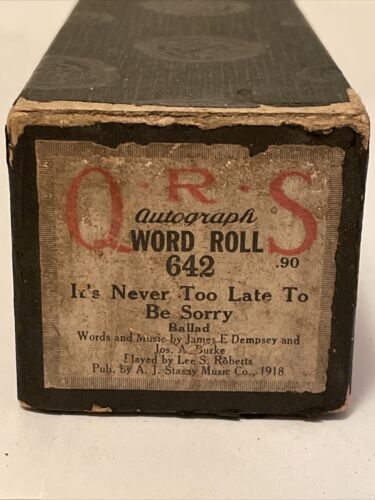 Q·R·S
Autograph
WORD ROLL
642 .90
It's Never Too Late To
Be Sorry
Ballad
Words and Music by James E Dempsey and
Jos. A. Burke
Played by Lee S. Roberts
Pub. by A. J. Stasny Music Co., 1918